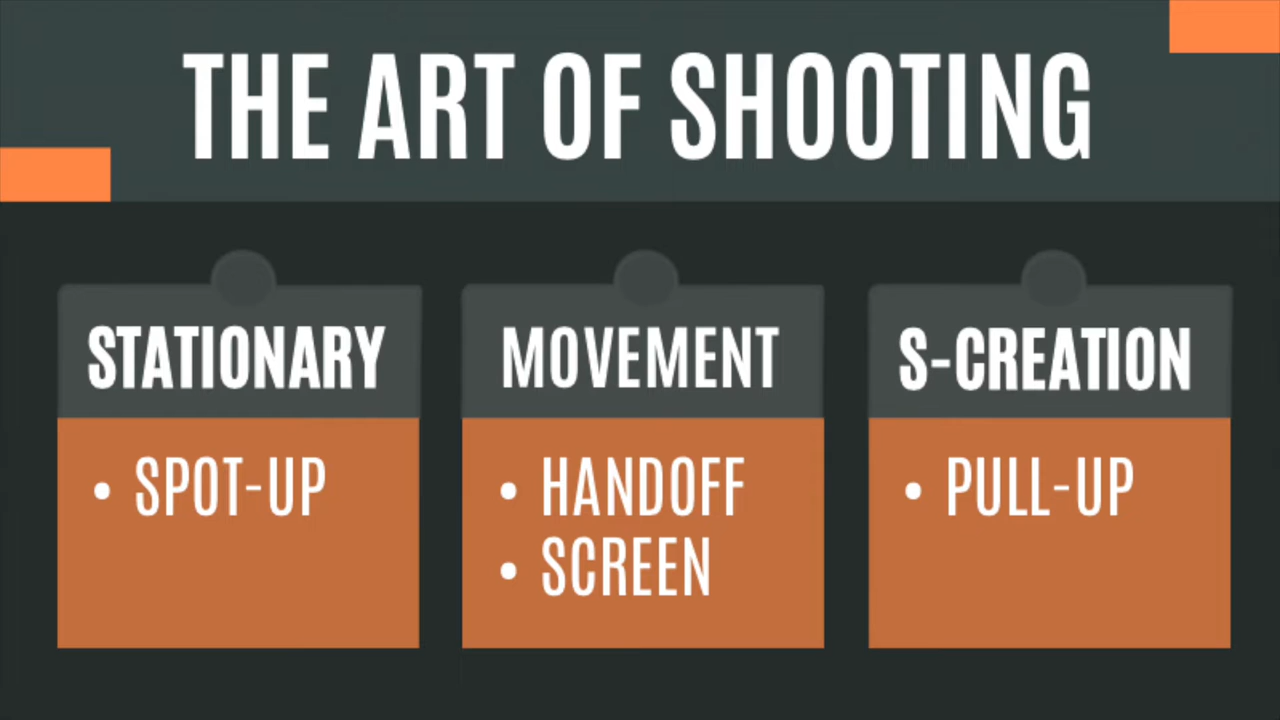 THE ART OF SHOOTING
STATIONARY
• SPOT-UP
MOVEMENT
• HANDOFF
• SCREEN
S-CREATION
• PULL-UP